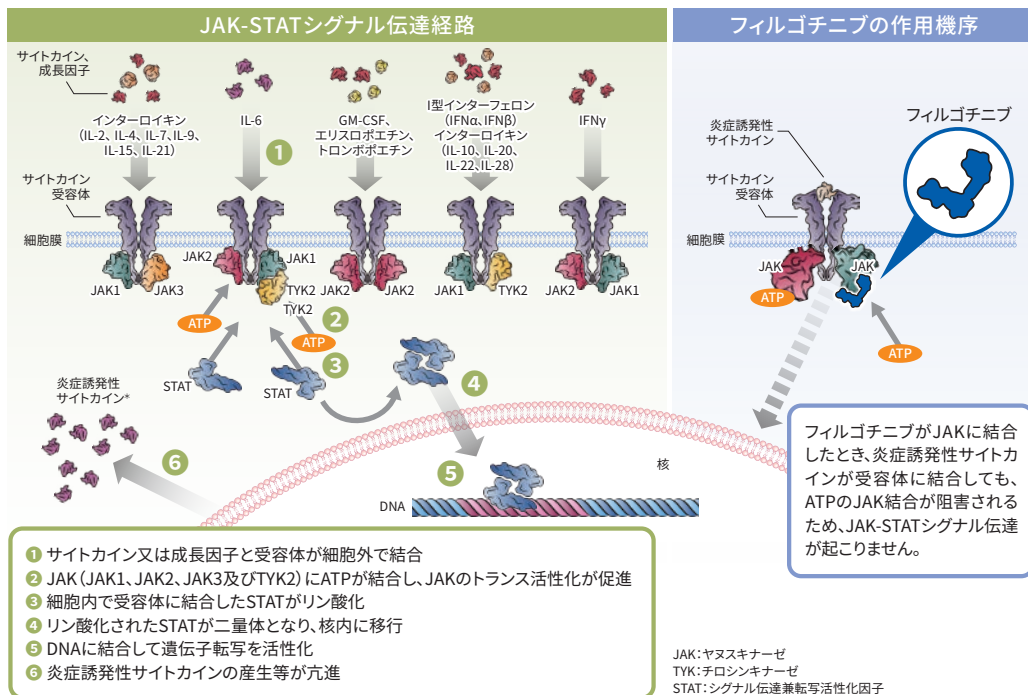 JAK-STATシグナル伝達経路
サイトカイン、
成長因子
インターロイキン
（IL-2、IL-4、IL-7、IL-9、
IL-15、IL-21）
IL-6
GM-CSF、
エリスロポエチン、
トロンボポエチン
I型インターフェロン
（IFNα、IFNβ）
インターロイキン
（IL-10、IL-20、
IL-22、IL-28）
IFNγ
1
サイトカイン
受容体
細胞膜
JAK1
JAK3
JAK2
JAK1
TYK2
TYK2
JAK2
JAK2
JAK1
TYK2
JAK2
JAK1
ATP
2
ATP
STAT
STAT
3
4
炎症誘発性
サイトカイン*
6
5
核
DNA
1 サイトカイン又は成長因子と受容体が細胞外で結合
2 JAK（JAK1、JAK2、JAK3及びTYK2）にATPが結合し、JAKのトランス活性化が促進
3 細胞内で受容体に結合したSTATがリン酸化
4 リン酸化されたSTATが二量体となり、核内に移行
5 DNAに結合して遺伝子転写を活性化
6 炎症誘発性サイトカインの産生等が亢進
フィルゴチニブの作用機序
フィルゴチニブ
炎症誘発性
サイトカイン
サイトカイン
受容体
細胞膜
JAK
JAK
ATP
ATP
フィルゴチニブがJAKに結合
したとき、炎症誘発性サイトカ
インが受容体に結合しても、
ATPのJAK結合が阻害される
ため、JAK-STATシグナル伝達
が起こりません。
JAK：ヤヌスキナーゼ
TYK：チロシンキナーゼ
STAT：シグナル伝達兼転写活性化因子